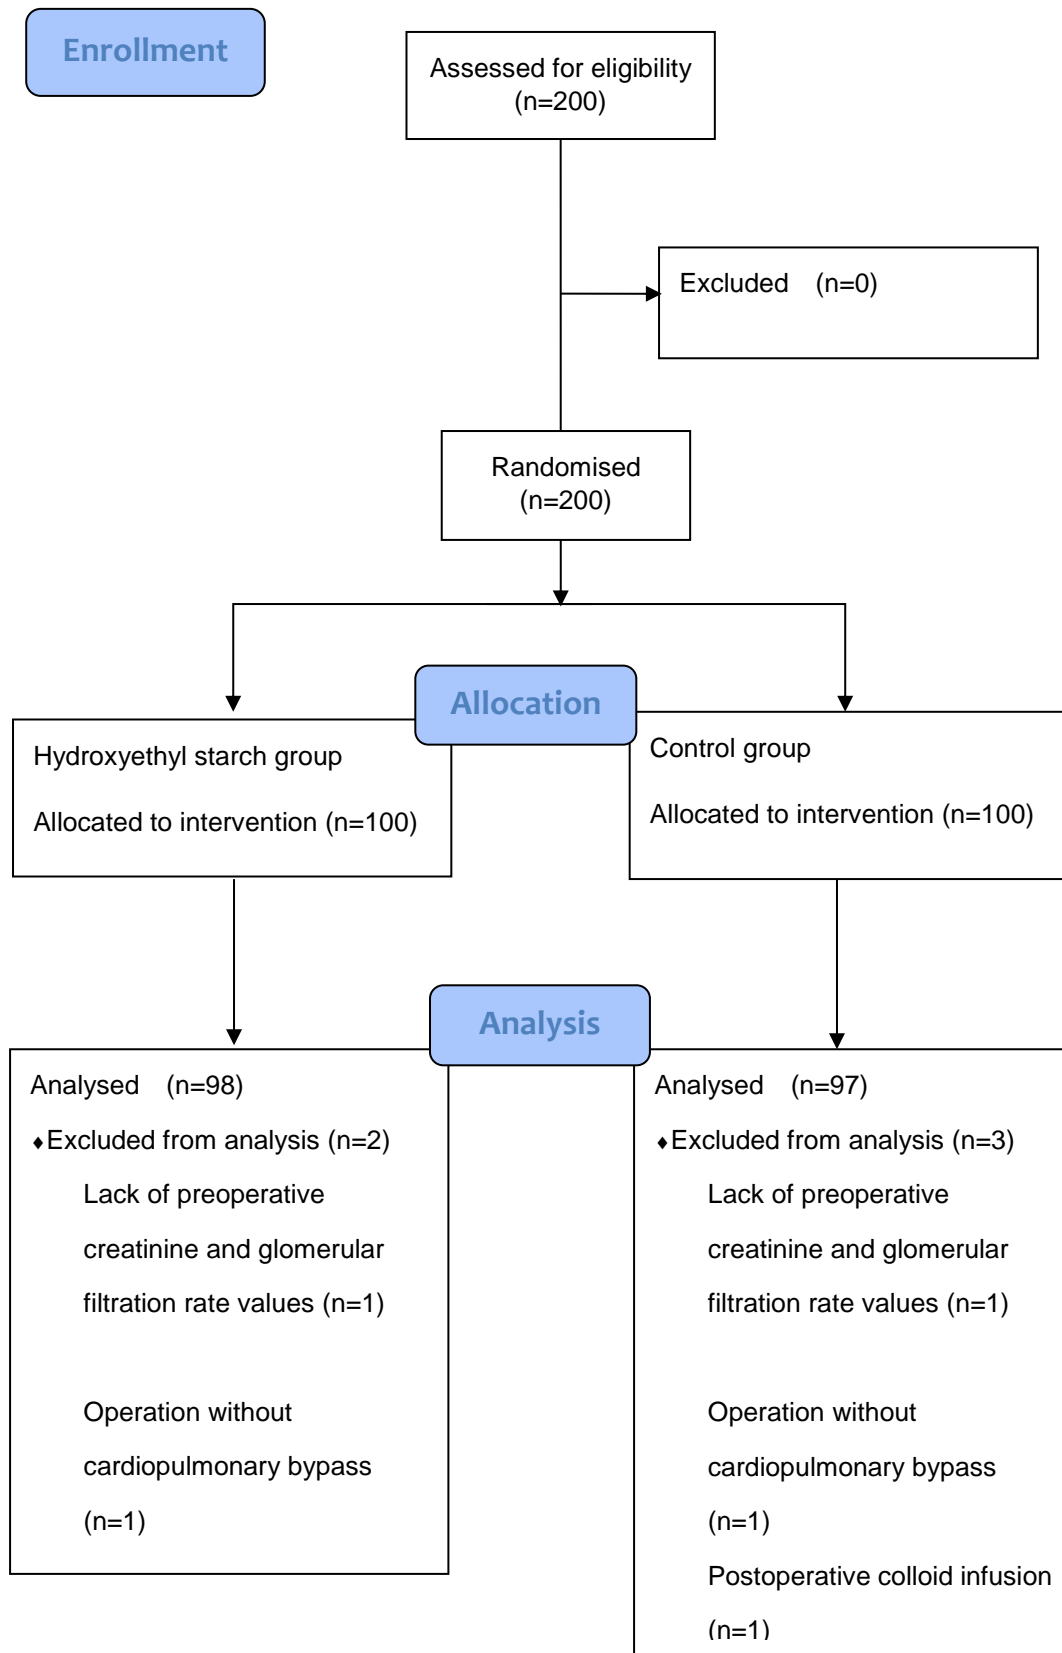 Enrollment
Assessed for eligibility
(n=200)
Excluded (n=0)
Randomised
(n=200)
Allocation
Hydroxyethyl starch group
Allocated to intervention (n=100)
Control group
Allocated to intervention (n=100)
Analysis
Analysed (n=98)
♦Excluded from analysis (n=2)
Lack of preoperative
creatinine and glomerular
filtration rate values (n=1)
Operation without
cardiopulmonary bypass
(n=1)
Analysed (n=97)
♦Excluded from analysis (n=3)
Lack of preoperative
creatinine and glomerular
filtration rate values (n=1)
Operation without
cardiopulmonary bypass
(n=1)
Postoperative colloid infusion
(n=1)